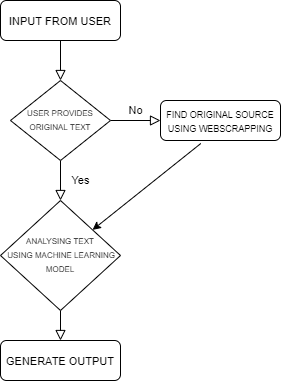 INPUT FROM USER
USER PROVIDES
ORIGINAL TEXT
No
FIND ORIGINAL SOURCE
USING WEBSCRAPPING
Yes
ANALYSING TEXT
USING MACHINE LEARNING
MODEL
GENERATE OUTPUT